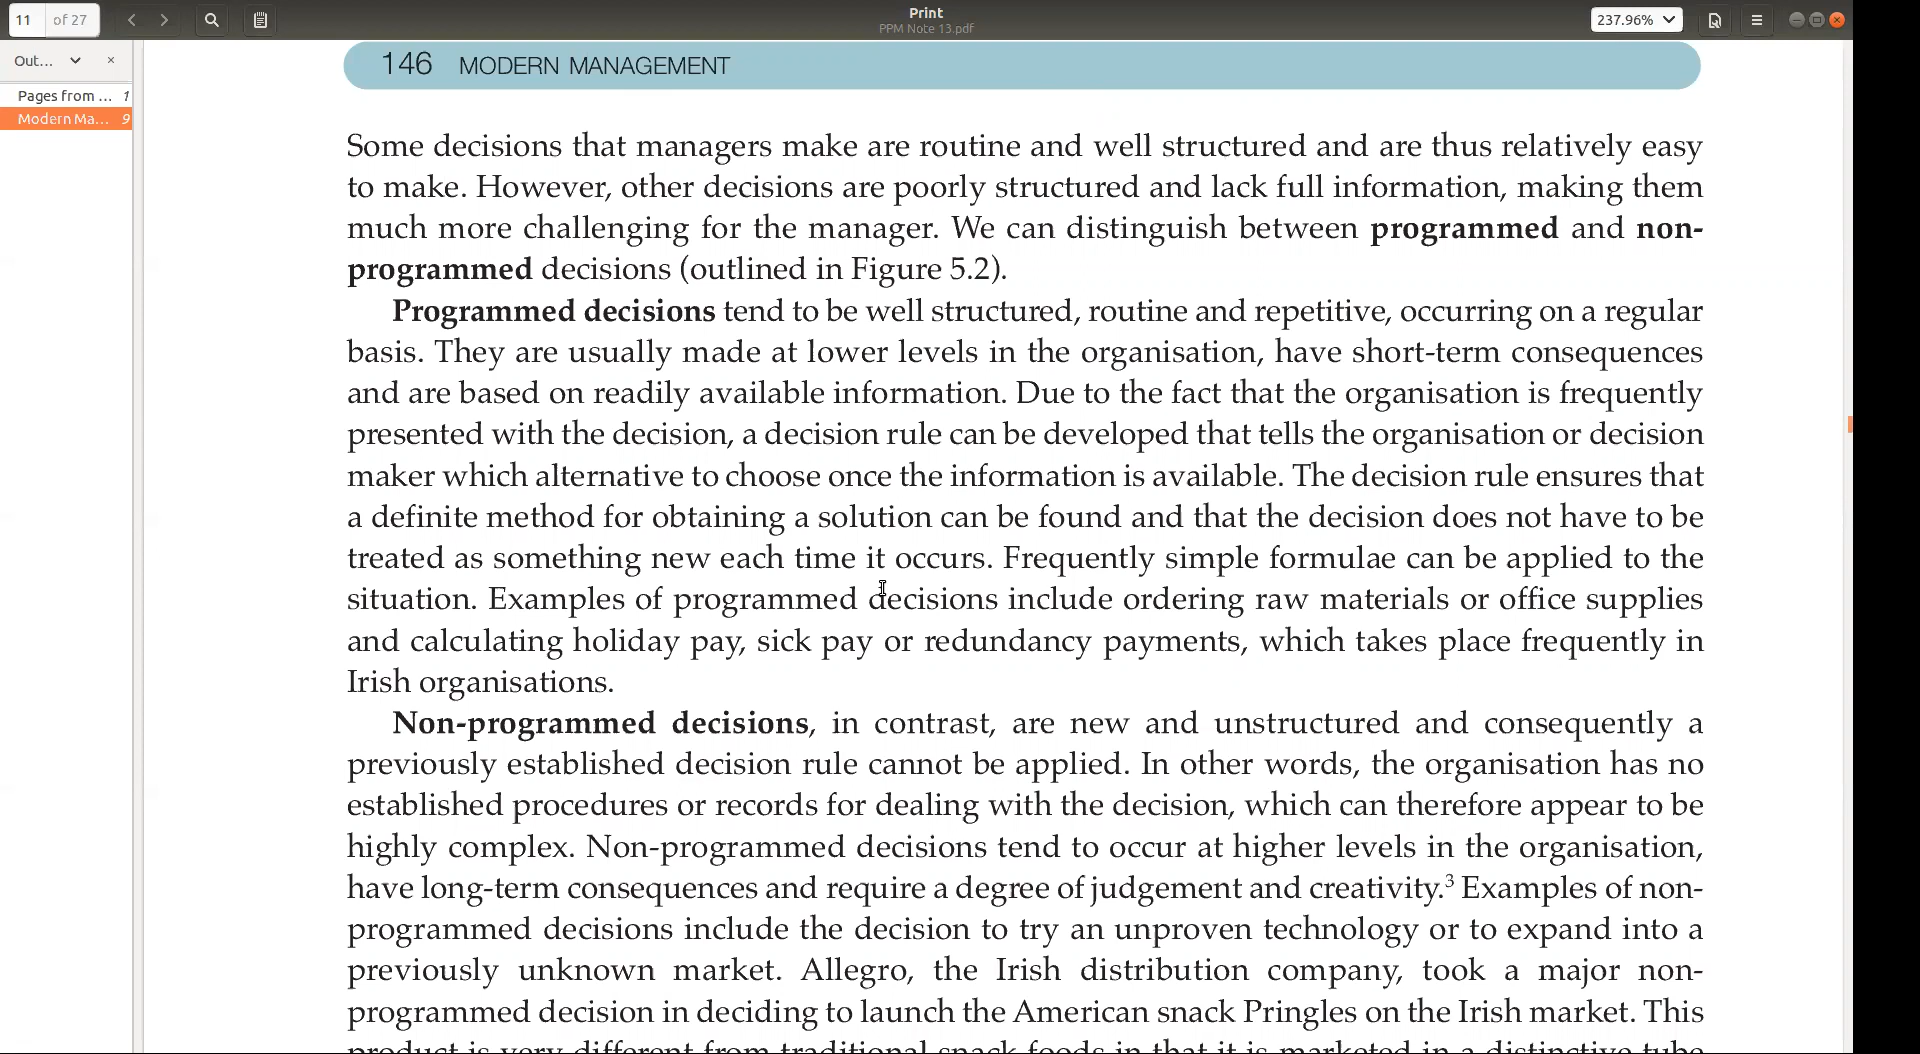 11 of 27
Print
PPM Note 13.pdf
237.96%
Out...
Pages from ... 1
Modern Ma... 9
146 MODERN MANAGEMENT
Some decisions that managers make are routine and well structured and are thus relatively easy
to make. However, other decisions are poorly structured and lack full information, making them
much more challenging for the manager. We can distinguish between programmed and non-
programmed decisions (outlined in Figure 5.2).
Programmed decisions tend to be well structured, routine and repetitive, occurring on a regular
basis. They are usually made at lower levels in the organisation, have short-term consequences
and are based on readily available information. Due to the fact that the organisation is frequently
presented with the decision, a decision rule can be developed that tells the organisation or decision
maker which alternative to choose once the information is available. The decision rule ensures that
a definite method for obtaining a solution can be found and that the decision does not have to be
treated as something new each time it occurs. Frequently simple formulae can be applied to the
situation. Examples of programmed decisions include ordering raw materials or office supplies
and calculating holiday pay, sick pay or redundancy payments, which takes place frequently in
Irish organisations.
Non-programmed decisions, in contrast, are new and unstructured and consequently a
previously established decision rule cannot be applied. In other words, the organisation has no
established procedures or records for dealing with the decision, which can therefore appear to be
highly complex. Non-programmed decisions tend to occur at higher levels in the organisation,
have long-term consequences and require a degree of judgement and creativity.3 Examples of non-
programmed decisions include the decision to try an unproven technology or to expand into a
previously unknown market. Allegro, the Irish distribution company, took a major non-
programmed decision in deciding to launch the American snack Pringles on the Irish market. This
product is very different from traditional snack foods in that it is marketed in a distinctive tube